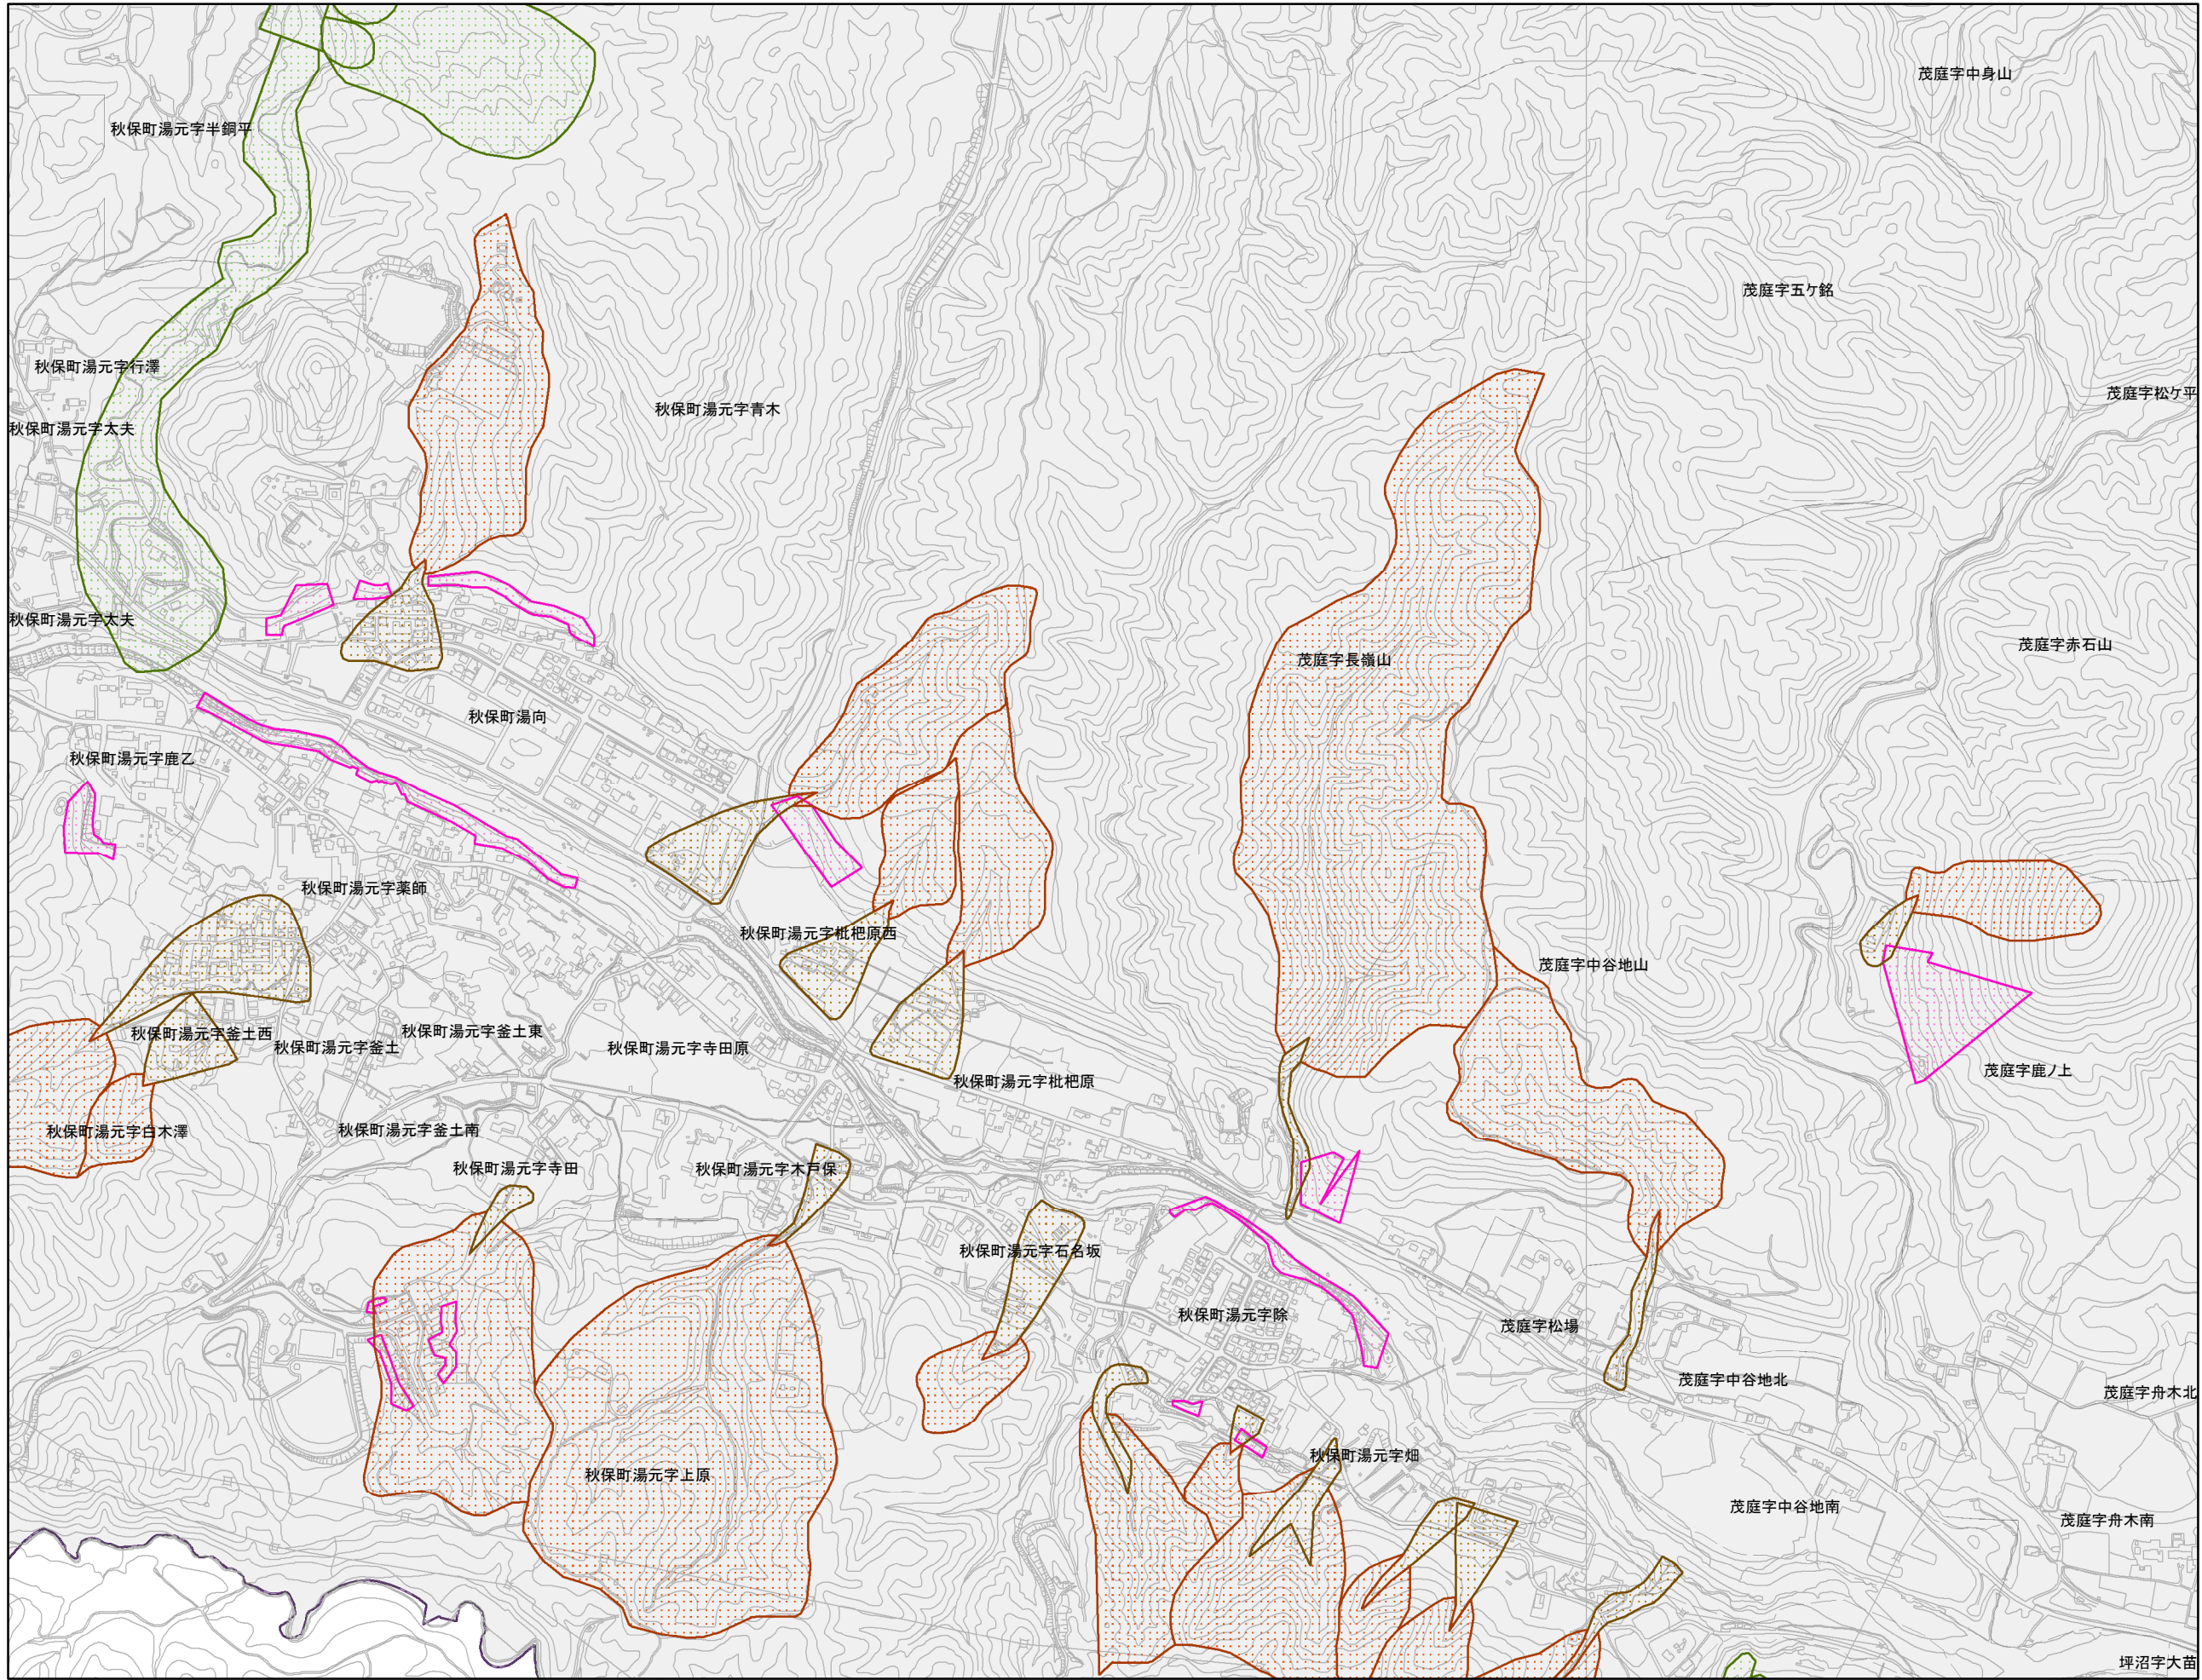 茂庭字中身山
秋保町湯元字半銅平
茂庭字五ケ銘
秋保町湯元字行澤
茂庭字松ケ平
秋保町湯元字青木
秋保町湯元字太夫
秋保町湯元字太夫
茂庭字赤石山
茂庭字長嶺山
秋保町湯向
秋保町湯元字鹿乙
秋保町湯元字薬師
秋保町湯元字枇杷原西
茂庭字中谷地山
秋保町湯元字釜土西
秋保町湯元字釜土東
秋保町湯元字釜土
秋保町湯元字寺田原
茂庭字鹿ノ上
秋保町湯元字枇杷原
秋保町湯元字釜土南
秋保町湯元字白木澤
秋保町湯元字寺田
秋保町湯元字木戸保
秋保町湯元字石名坂
秋保町湯元字除
茂庭字松場
茂庭字中谷地北
茂庭字舟木北
秋保町湯元字畑
秋保町湯元字上原
茂庭字中谷地南
茂庭字舟木南
坪沼字大苗